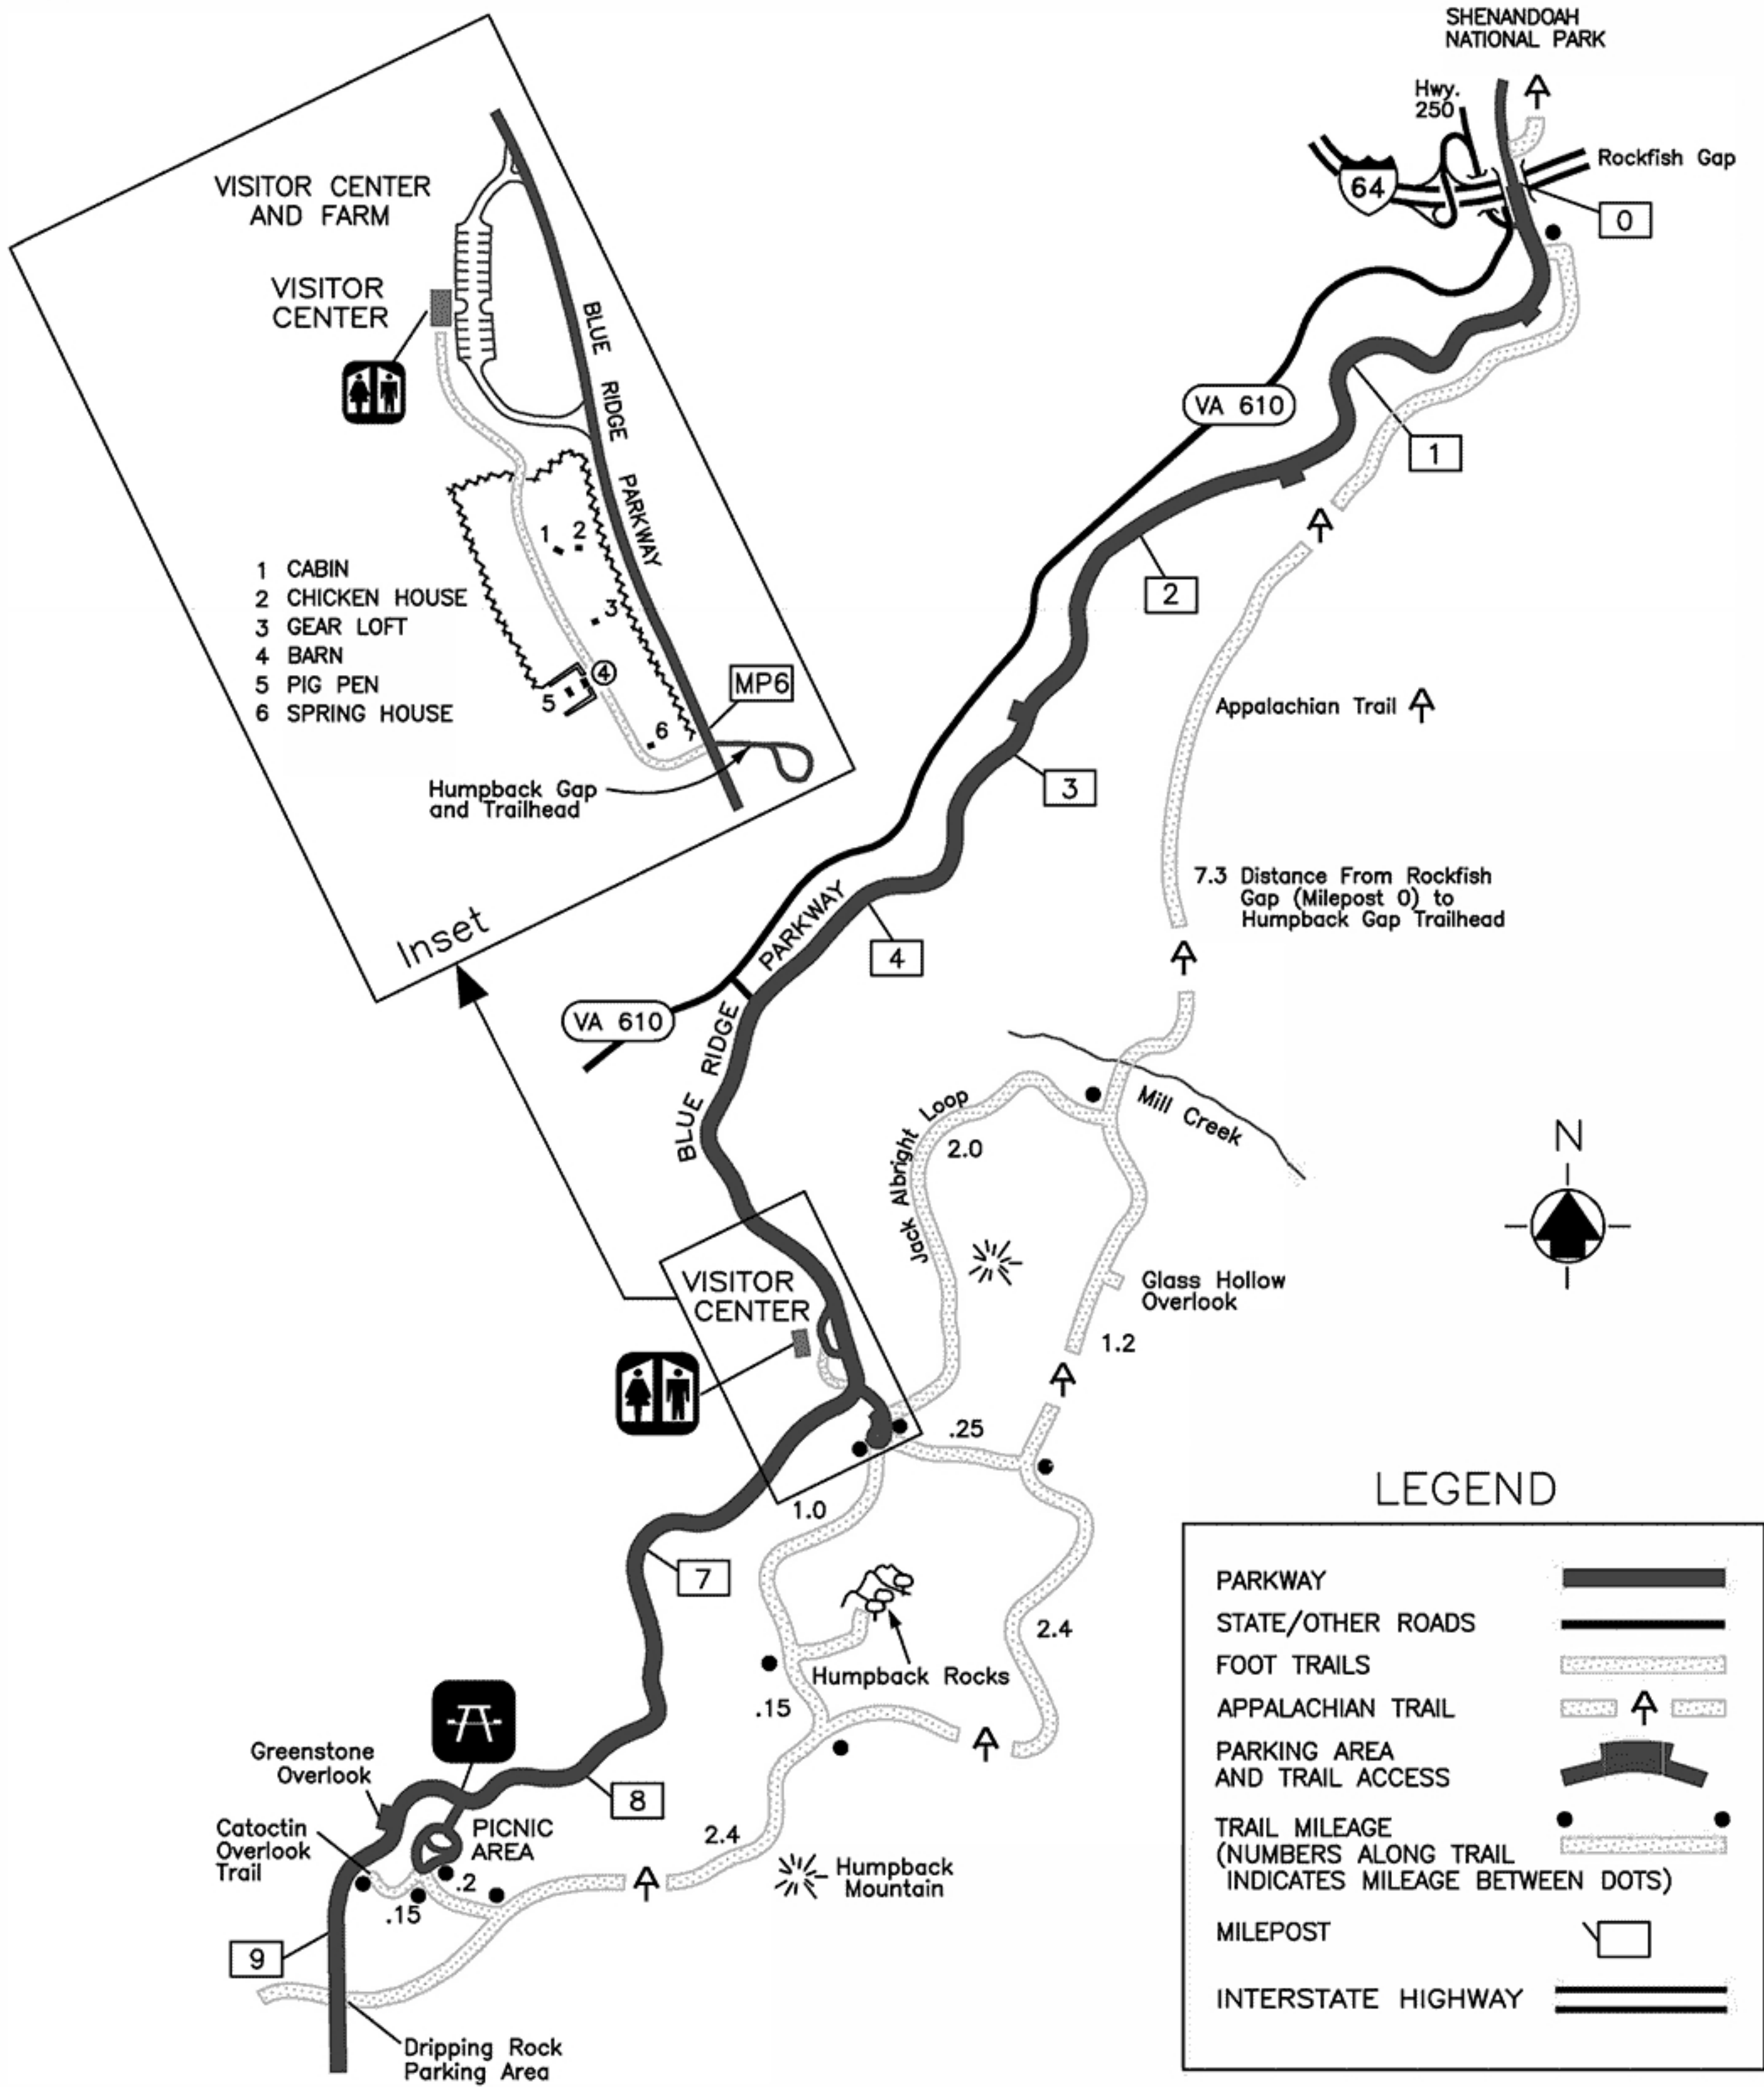 SHENANDOAH
NATIONAL PARK
Hwy.
250
Rockfish Gap
64
0
VISITOR CENTER
AND FARM
VISITOR
CENTER
BLUE RIDGE PARKWAY
VA 610
1
1 2
1 CABIN
2 CHICKEN HOUSE
3 GEAR LOFT
4 BARN
5 PIG PEN
6 SPRING HOUSE
3
4
5
6
MP6
Humpback Gap
and Trailhead
2
Appalachian Trail
3
7.3 Distance From Rockfish
Gap (Milepost 0) to
Humpback Gap Trailhead
Inset
4
BLUE RIDGE PARKWAY
VA 610
Jack Albright Loop
2.0
Mill Creek
N
Glass Hollow
Overlook
1.2
VISITOR
CENTER
.25
1.0
7
2.4
Humpback Rocks
.15
Greenstone
Overlook
8
Catoctin
Overlook
Trail
PICNIC
AREA
2.4
Humpback
Mountain
.2
.15
9
Dripping Rock
Parking Area
LEGEND
PARKWAY
STATE/OTHER ROADS
FOOT TRAILS
APPALACHIAN TRAIL
PARKING AREA
AND TRAIL ACCESS
TRAIL MILEAGE
(NUMBERS ALONG TRAIL
INDICATES MILEAGE BETWEEN DOTS)
MILEPOST
INTERSTATE HIGHWAY